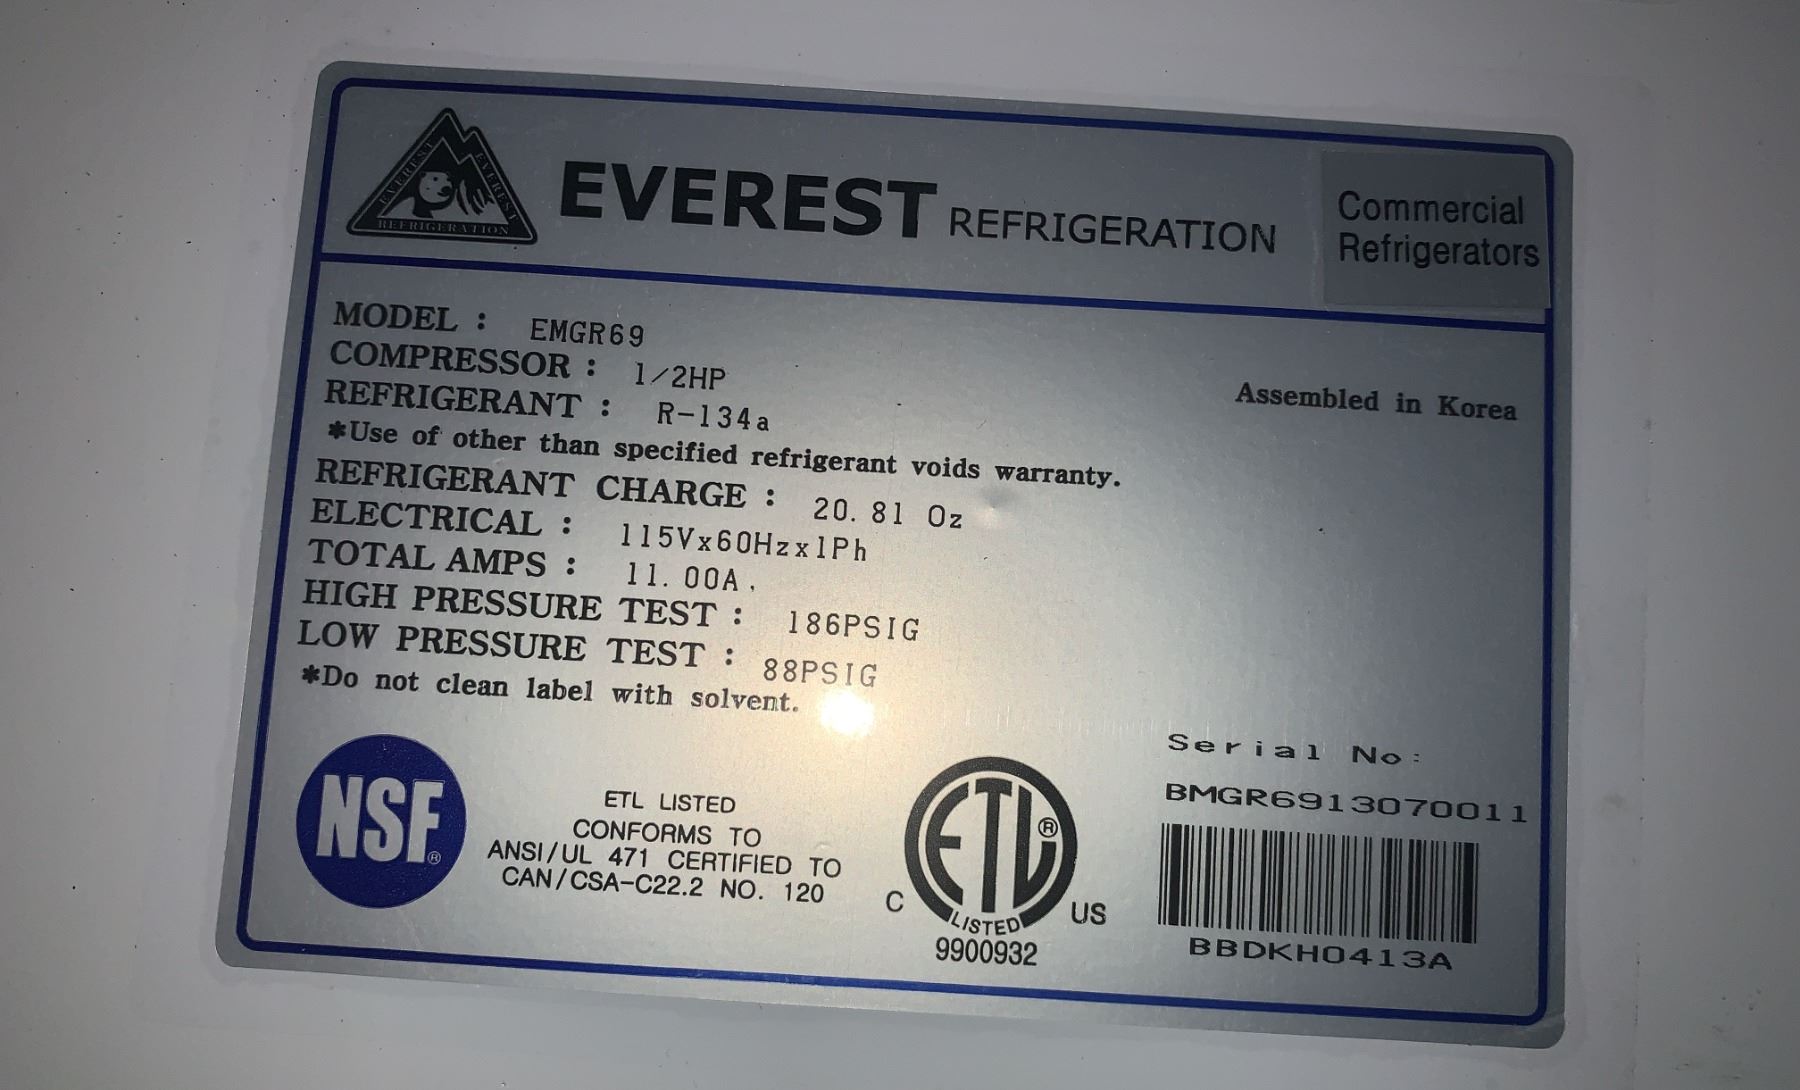 EVEREST EVEREST
REFRIGERATION
EVEREST REFRIGERATION
Commercial
Refrigerators
MODEL : EMGR69
COMPRESSOR : 1/2HP
REFRIGERANT : R-134a
Assembled in Korea
*Use of other than specified refrigerant voids warranty.
REFRIGERANT CHARGE : 20.81 Oz
ELECTRICAL : 115Vx60Hzx1Ph
TOTAL AMPS : 11.00A.
HIGH PRESSURE TEST : 186PSIG
LOW PRESSURE TEST : 88PSIG
*Do not clean label with solvent.
NSF®
ETL LISTED
CONFORMS TO
ANSI/UL 471 CERTIFIED TO
CAN/CSA-C22.2 NO. 120
ETL®
C LISTED US
9900932
Serial No:
BMGR6913070011
BBDKH0413A